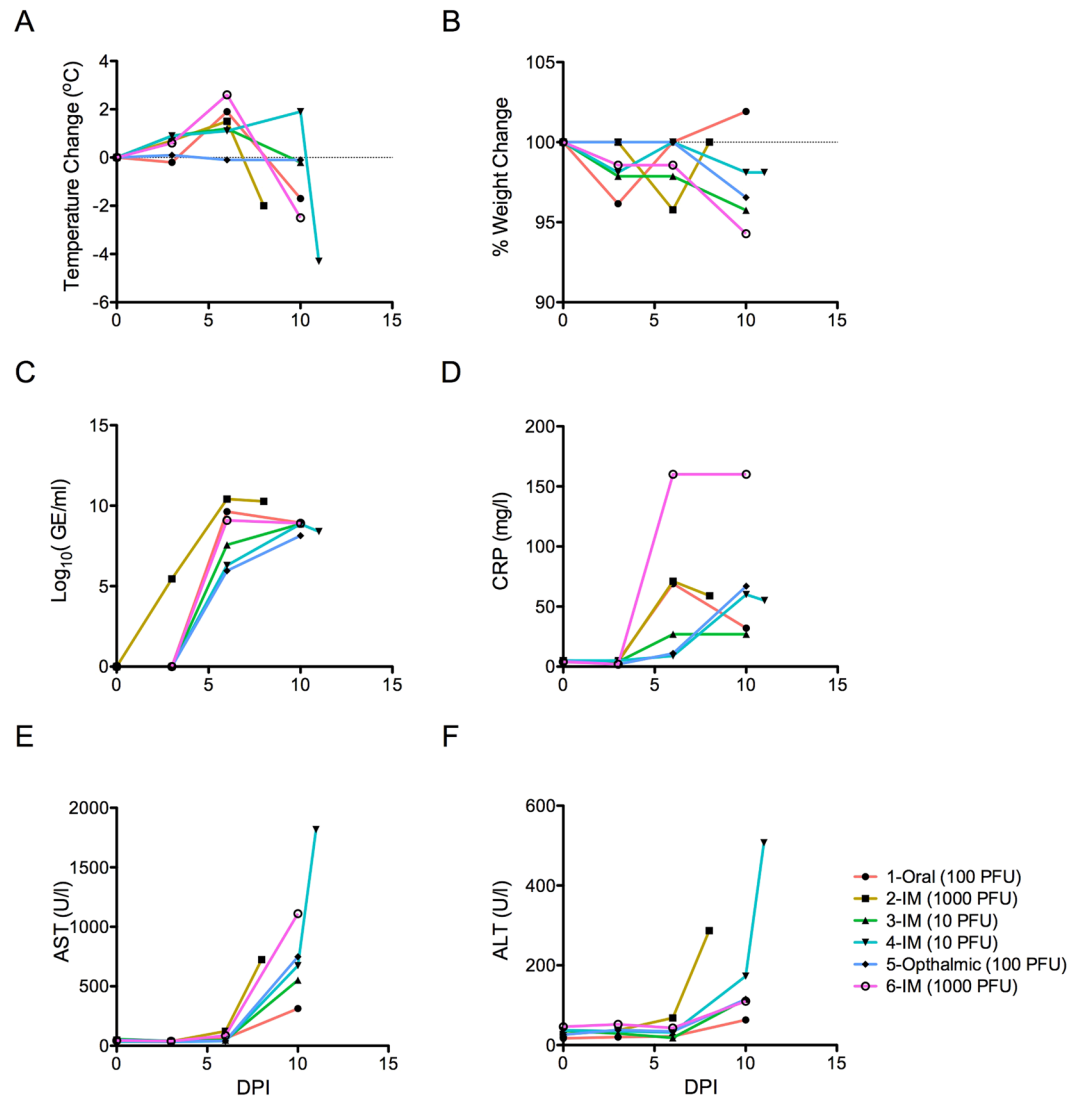 A
Temperature Change (ºC)
4
2
0
-2
-4
-6
0
5
10
15
B
% Weight Change
105
100
95
90
0
5
10
15
C
Log10( GE/ml)
15
10
5
0
0
5
10
15
D
CRP (mg/l)
200
150
100
50
0
0
5
10
15
E
AST (U/l)
2000
1500
1000
500
0
0
5
10
15
DPI
F
ALT (U/l)
600
400
200
0
0
5
10
15
DPI
1-Oral (100 PFU)
2-IM (1000 PFU)
3-IM (10 PFU)
4-IM (10 PFU)
5-Opthalmic (100 PFU)
6-IM (1000 PFU)